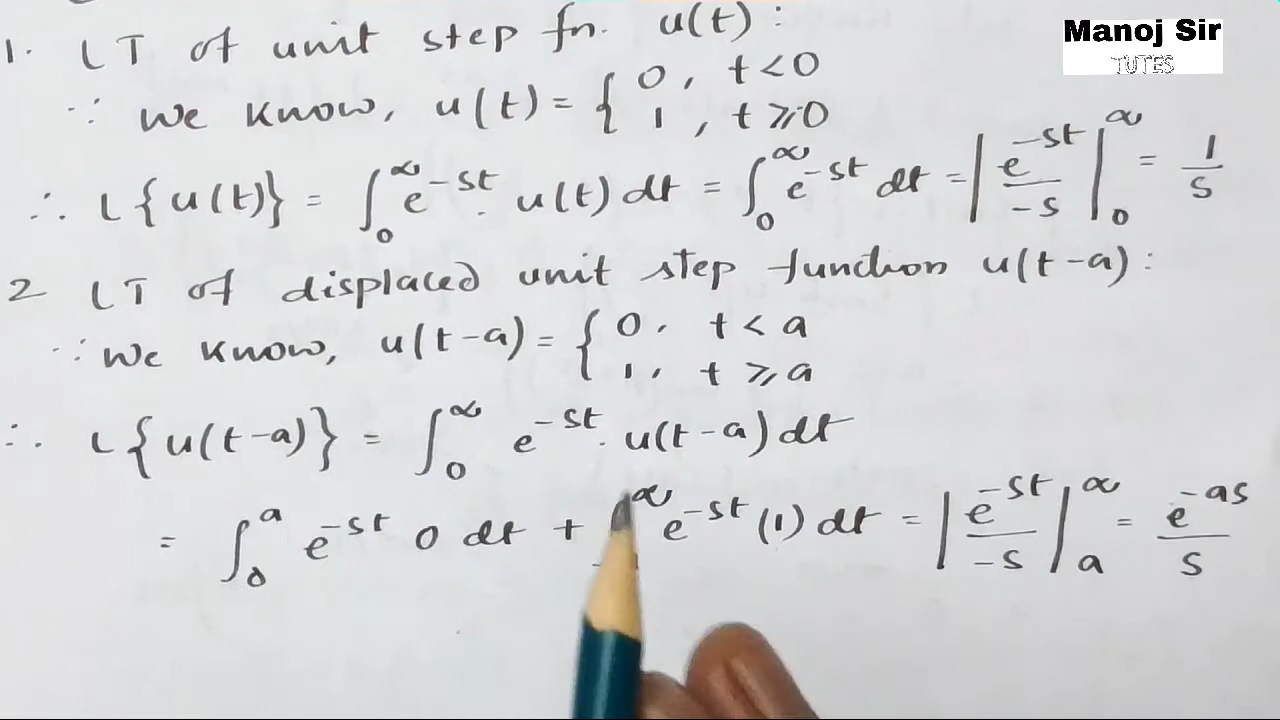 Manoj Sir
TUTES
1. LT of unit step fn. u(t) :
∵ We know, u(t) = { 0, t < 0
1, t ⩾ 0
∴ L{u(t)} = ∫₀^∞ e^-st . u(t) dt = ∫₀^∞ e^-st dt = | e^-st / -s |₀^∞ = 1/s
2 LT of displaced unit step function u(t-a) :
∵ We know, u(t-a) = { 0, t < a
1, t ⩾ a
∴ L{u(t-a)} = ∫₀^∞ e^-st . u(t-a) dt
= ∫₀^a e^-st 0 dt + ∫^∞ e^-st (1) dt = | e^-st / -s |ₐ^∞ = e^-as / s